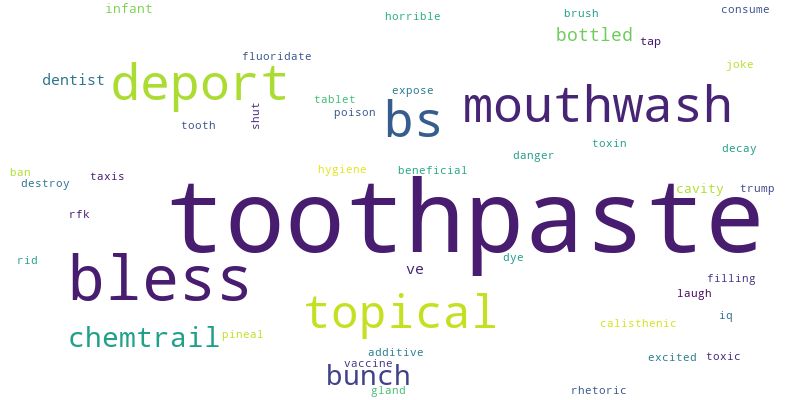 infant
horrible
brush
consume
bottled
tap
fluoridate
joke
deport
dentist
expose
mouthwash
tablet
bs
poison
shut
tooth
toxin
decay
danger
ban
taxis
hygiene
beneficial
destroy
toothpaste
cavity
trump
rfk
rid
dye
bless
ve
filling
laugh
topical
iq
calisthenic
chemtrail
pineal
additive
excited
toxic
vaccine
bunch
gland
rhetoric